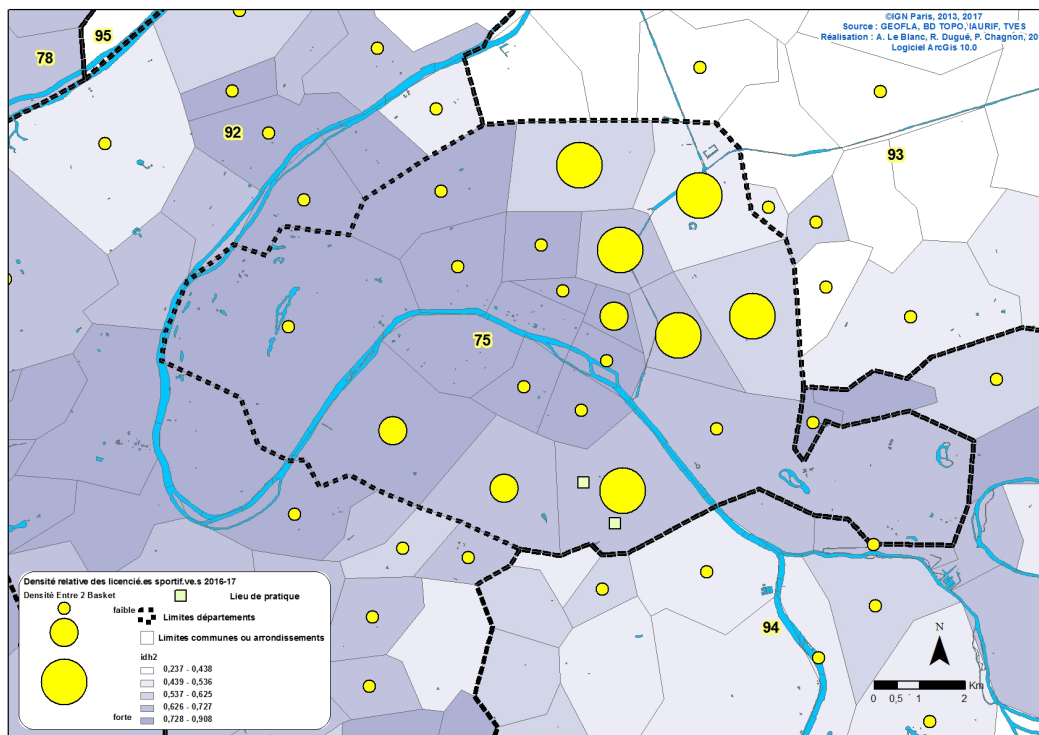 ©IGN Paris, 2013, 2017
Source : GEOFLA, BD TOPO, IAURIF, TVES
Réalisation : A. Le Blanc, R. Dugué, P. Chagnon, 20
Logiciel ArcGis 10.0
95
78
92
93
75
94
Densité relative des licencié.es sportif.ve.s 2016-17
Densité Entre 2 Basket
Lieu de pratique
faible
Limites départements
Limites communes ou arrondissements
idh2
0,237 - 0,438
0,439 - 0,536
0,537 - 0,625
0,626 - 0,727
forte
0,728 - 0,908
N
0 0,5 1 2 Km